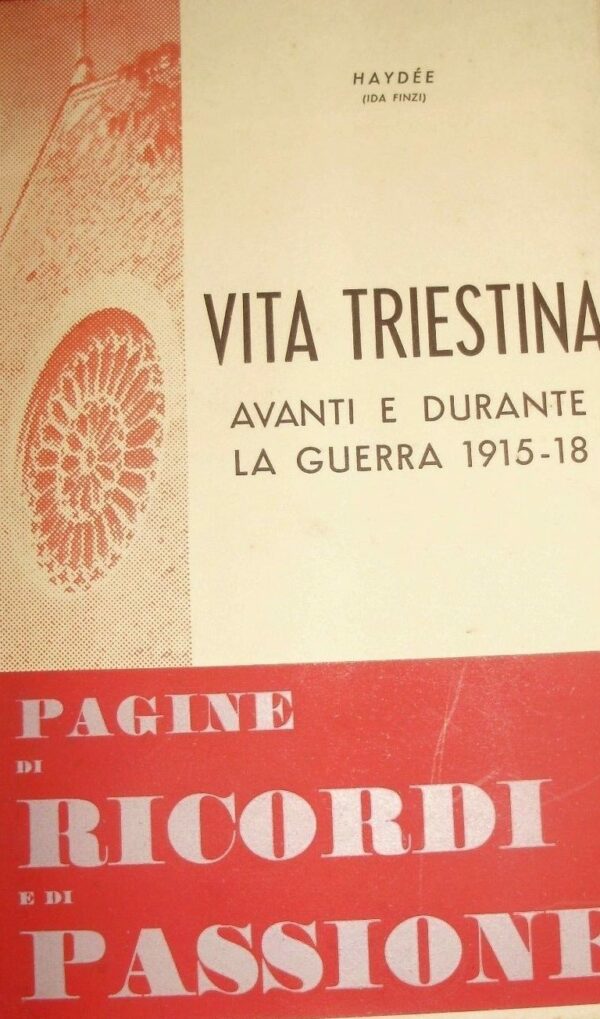 HAYDÉE
(IDA FINZI)
VITA TRIESTINA
AVANTI E DURANTE
LA GUERRA 1915-18
PAGINE
DI
RICORDI
E DI
PASSIONE